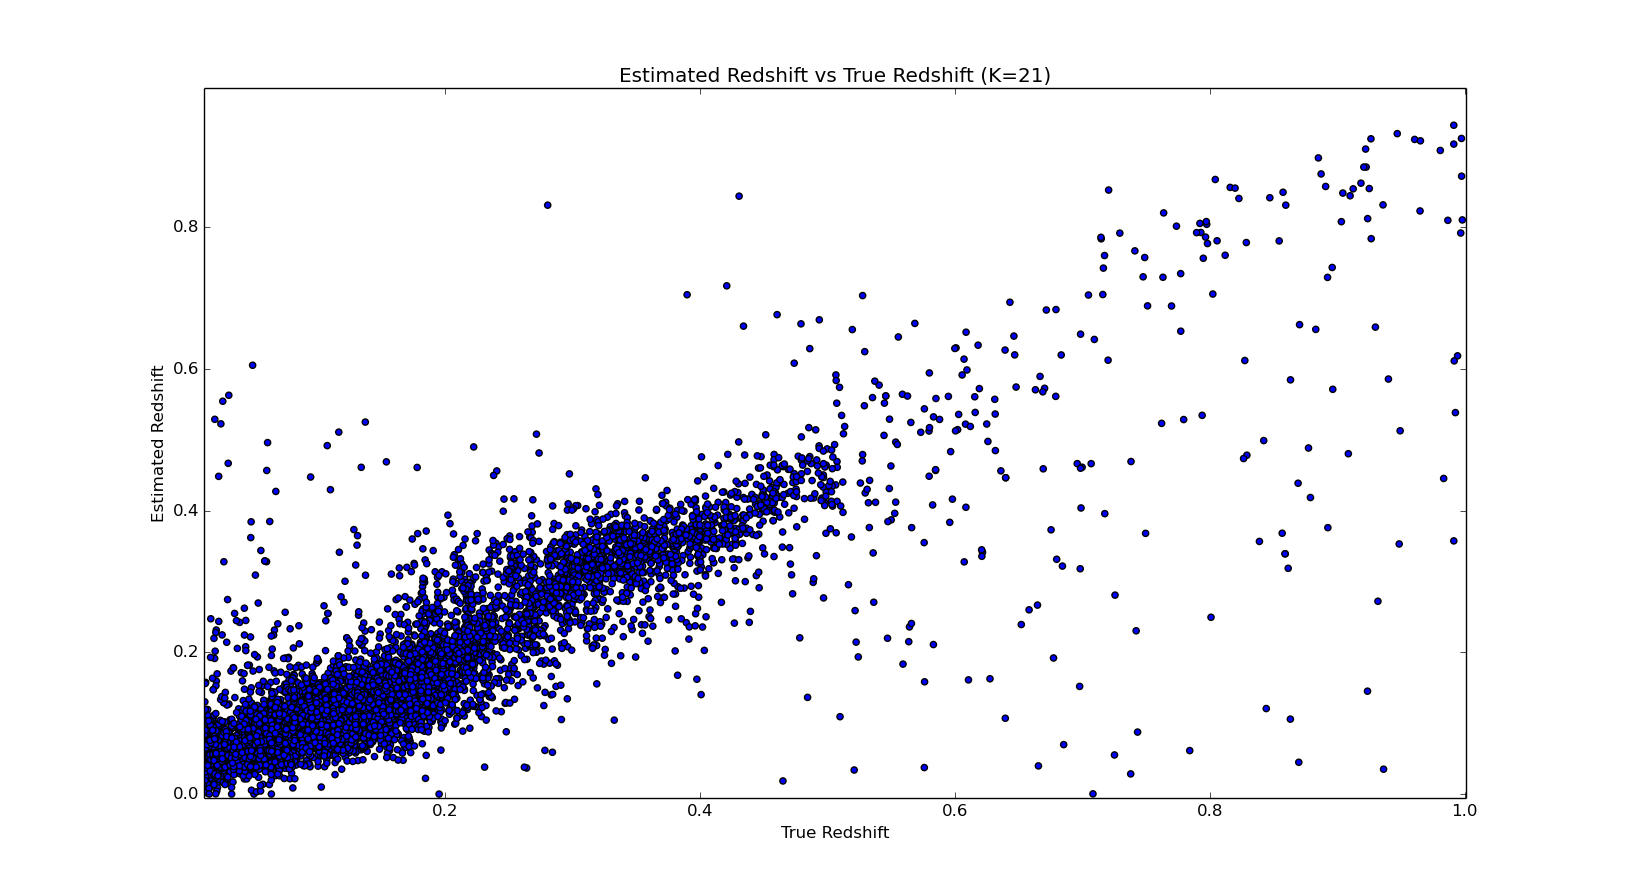 Estimated Redshift vs True Redshift (K=21)
Estimated Redshift
0.8
0.6
0.4
0.2
0.0
0.2 0.4 0.6 0.8 1.0
True Redshift